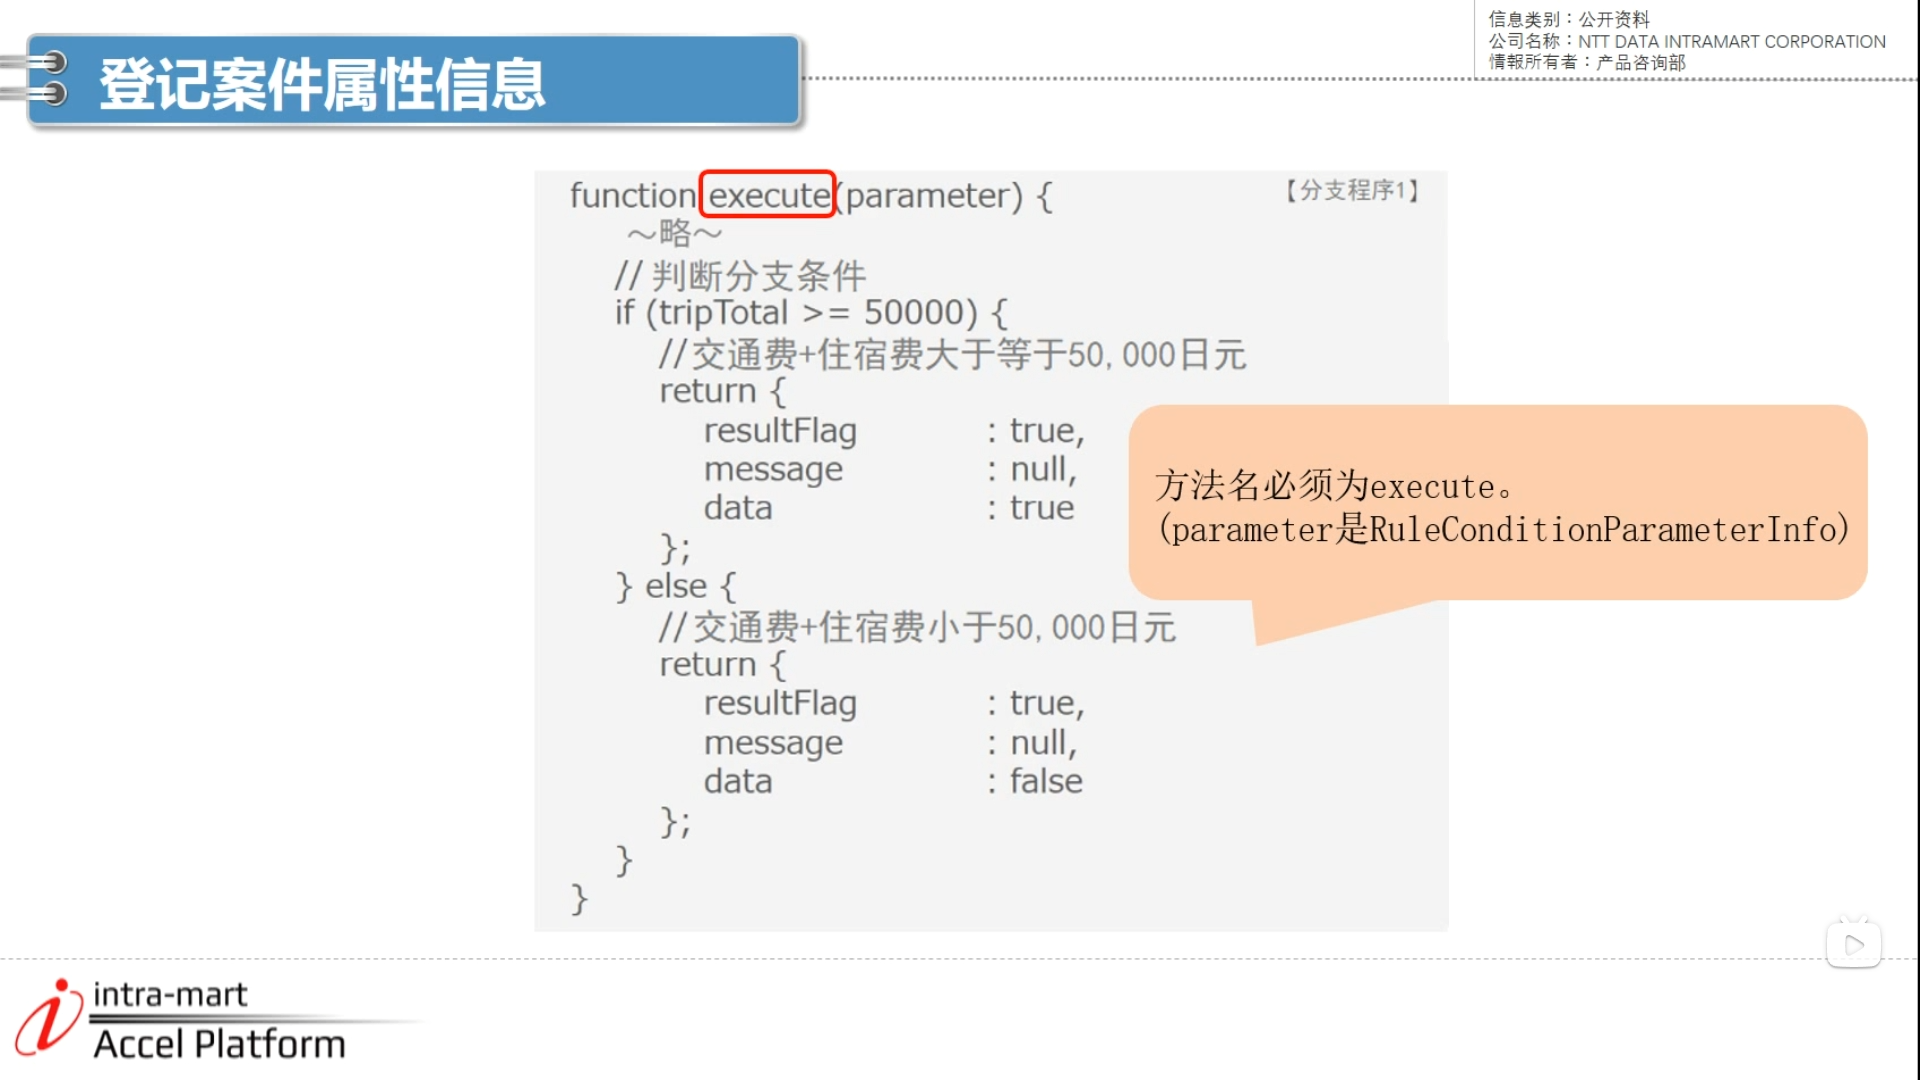 信息类别：公开资料
公司名称：NTT DATA INTRAMART CORPORATION
情報所有者：产品咨询部
登记案件属性信息
function execute(parameter) {
【分支程序1】
～略～
// 判断分支条件
if (tripTotal >= 50000) {
//交通费+住宿费大于等于50,000日元
return {
resultFlag : true,
message : null,
data : true
};
} else {
//交通费+住宿费小于50,000日元
return {
resultFlag : true,
message : null,
data : false
};
}
}
方法名必须为execute。
(parameter是RuleConditionParameterInfo)
intra-mart
Accel Platform